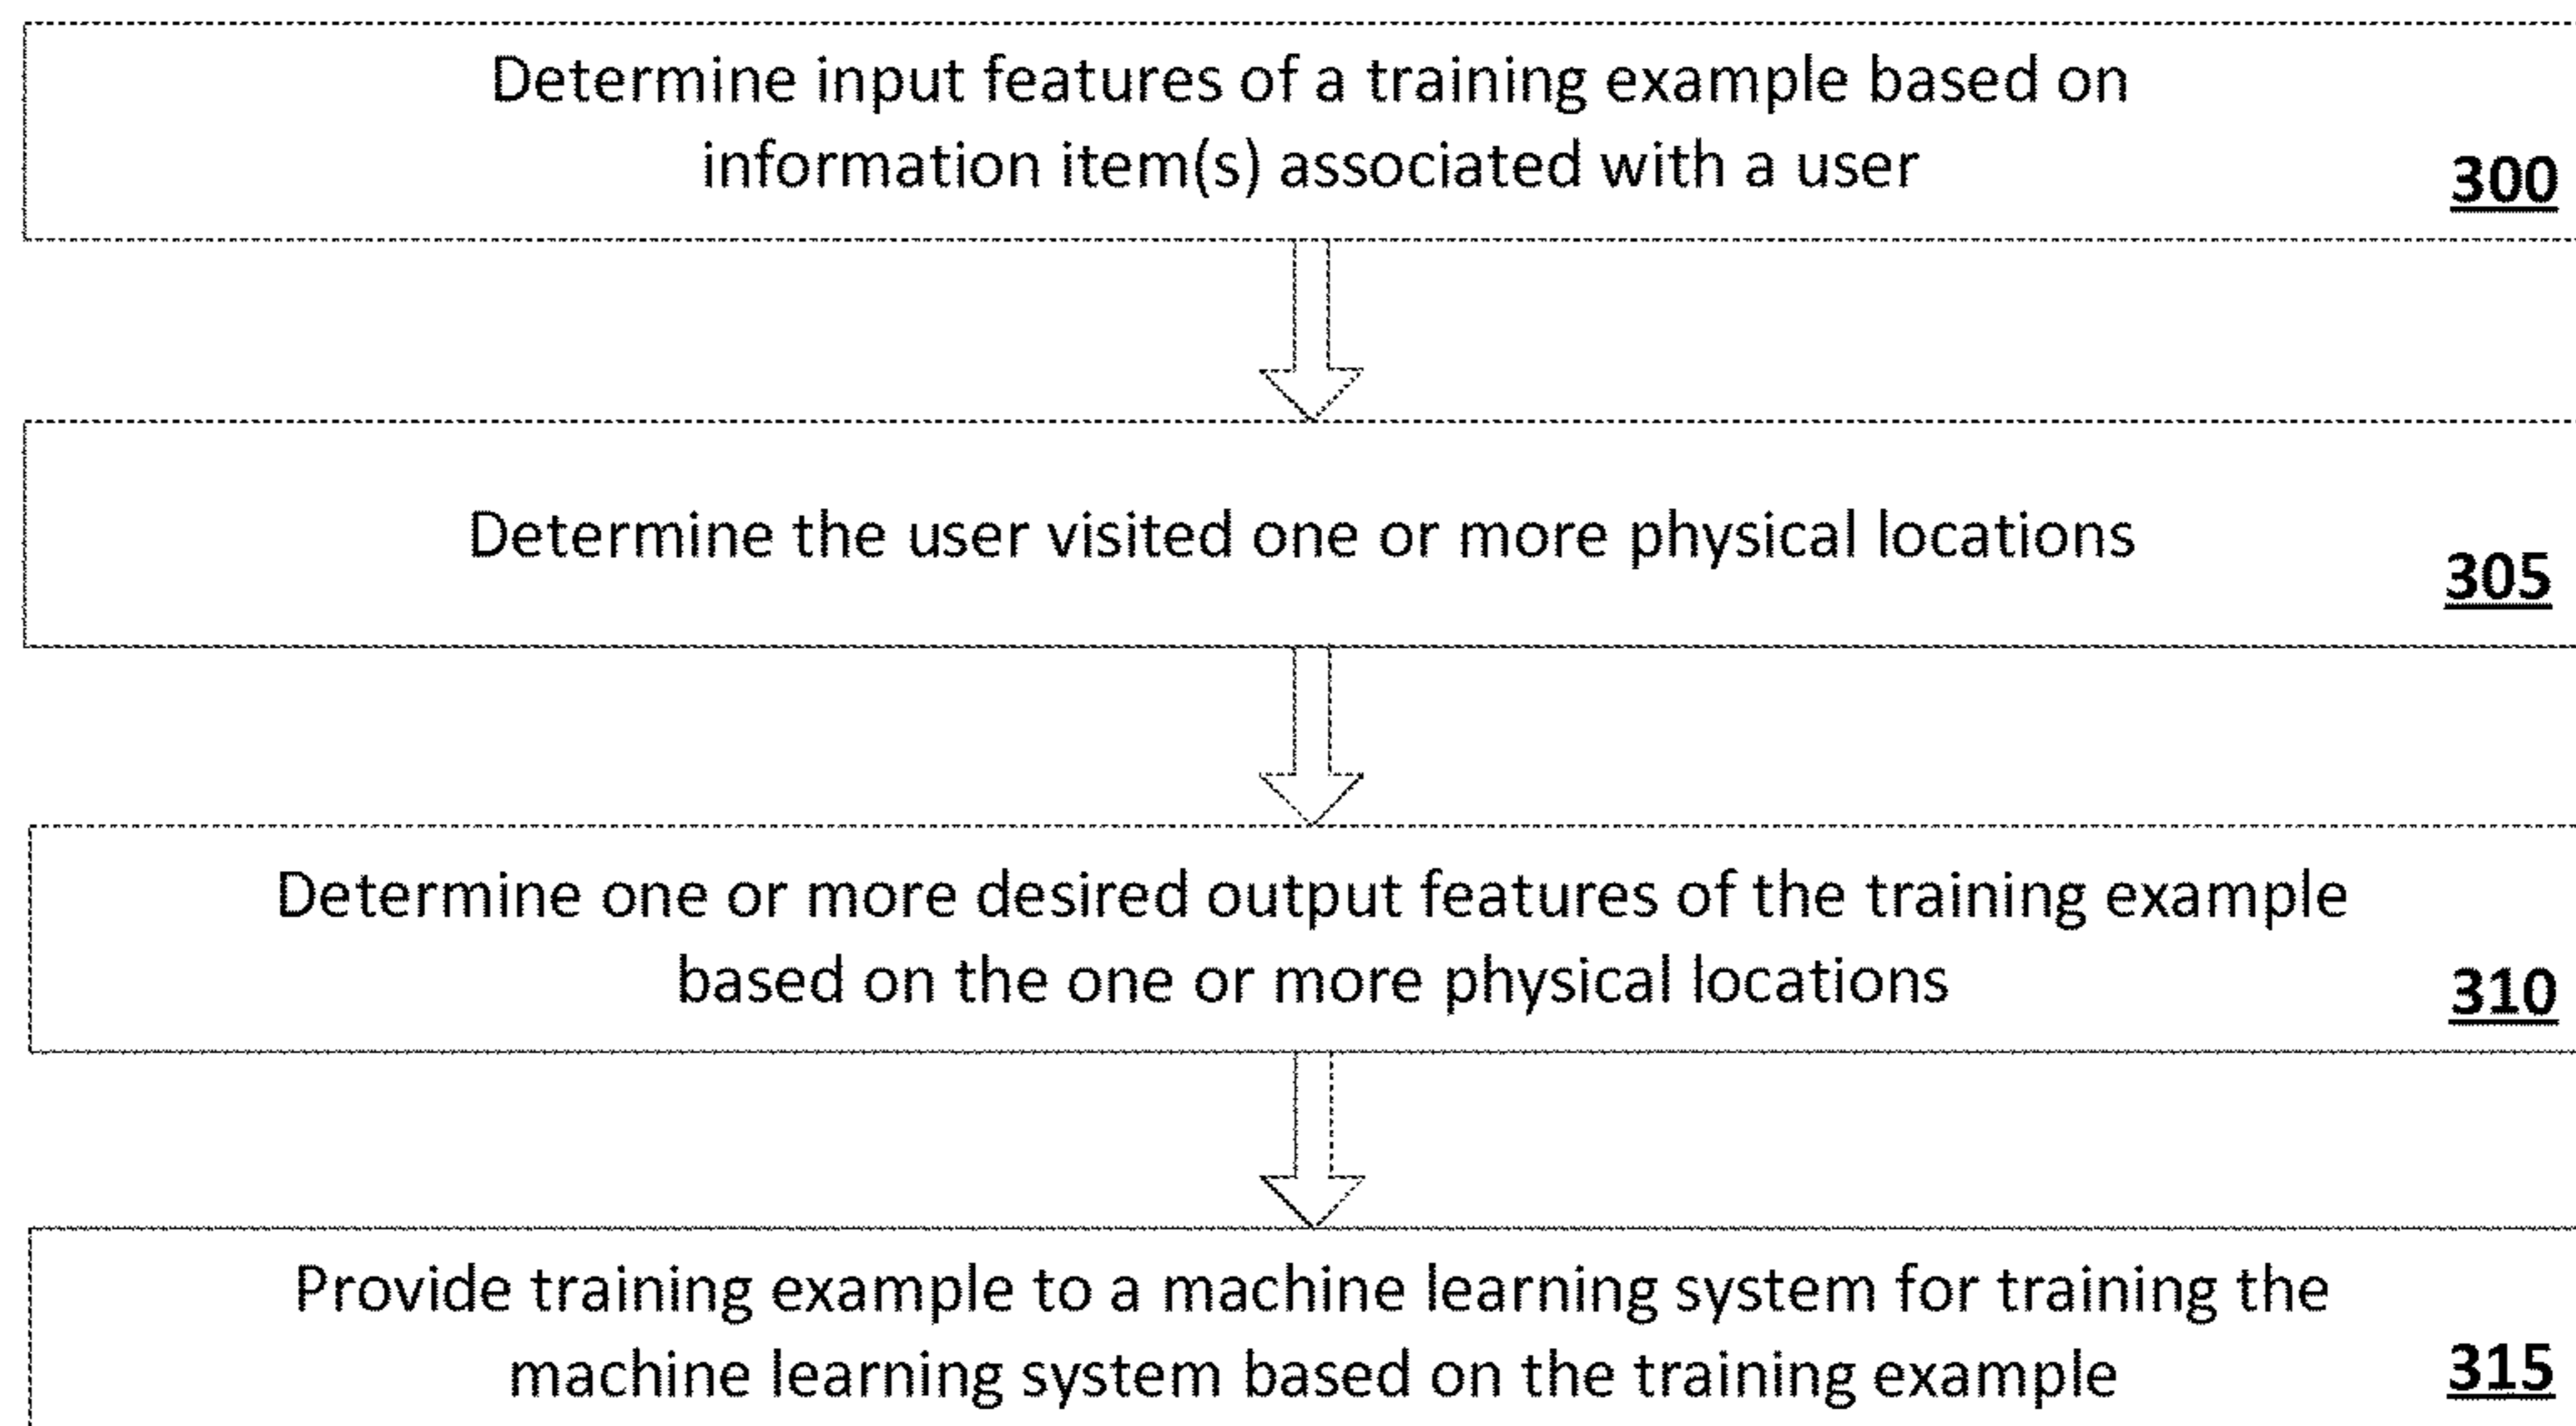 Determine input features of a training example based on
information item(s) associated with a user
300
Determine the user visited one or more physical locations
305
Determine one or more desired output features of the training example
based on the one or more physical locations
310
Provide training example to a machine learning system for training the
machine learning system based on the training example
315